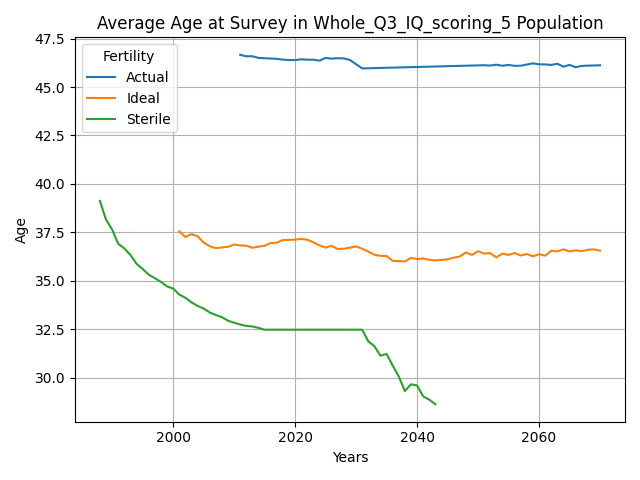 Average Age at Survey in Whole_Q3_IQ_scoring_5 Population
47.5
45.0
42.5
40.0
37.5
35.0
32.5
30.0
Age
Fertility
Actual
Ideal
Sterile
2000
2020
2040
2060
Years